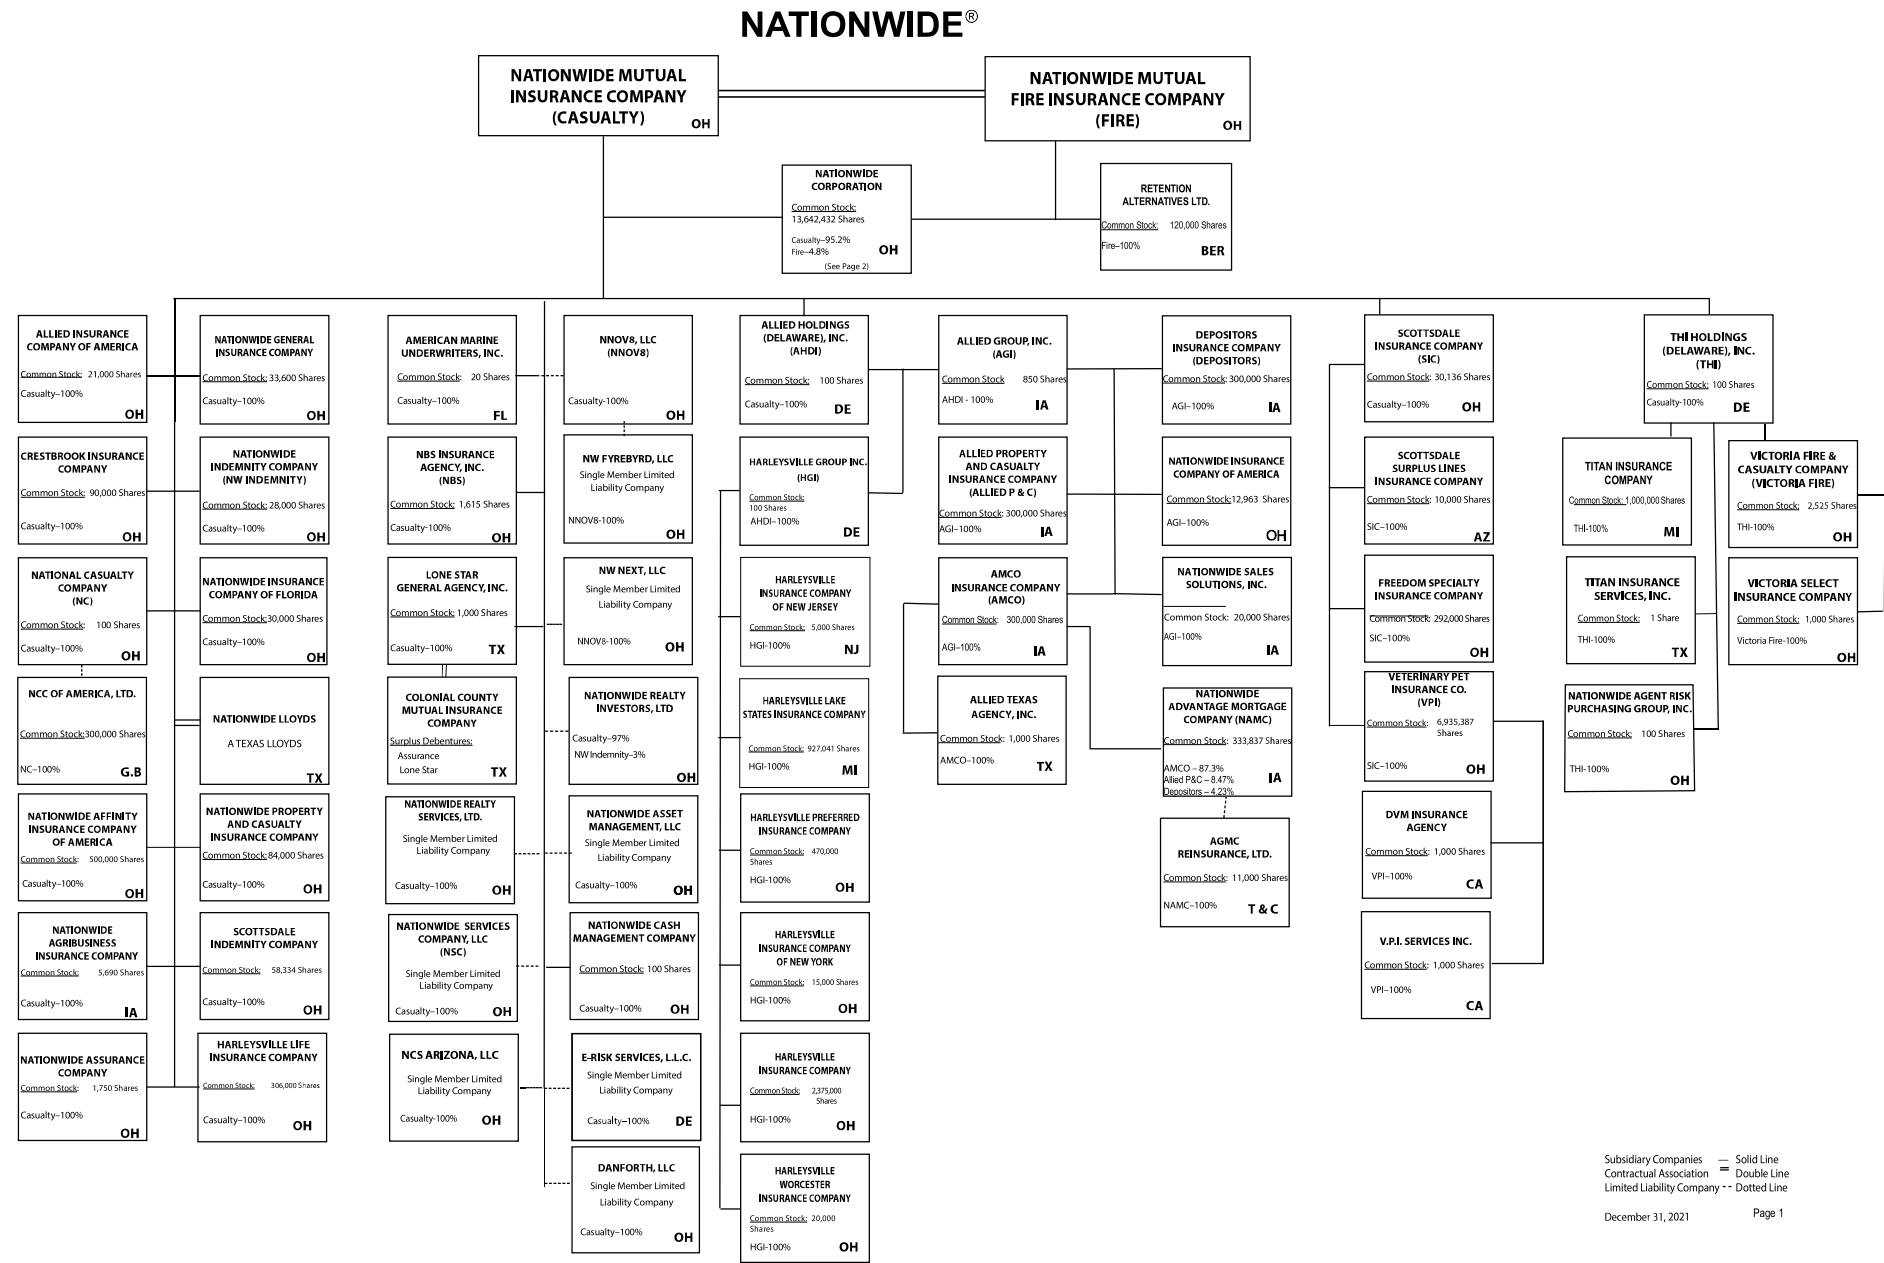 NATIONWIDE®
NATIONWIDE MUTUAL
INSURANCE COMPANY
(CASUALTY)
OH
NATIONWIDE MUTUAL
FIRE INSURANCE COMPANY
(FIRE)
OH
NATIONWIDE
CORPORATION
Common Stock:
13,642,432 Shares
Casualty–95.2%
Fire–4.8%
OH
(See Page 2)
RETENTION
ALTERNATIVES LTD.
Common Stock: 120,000 Shares
Fire–100%
BER
ALLIED INSURANCE
COMPANY OF AMERICA
Common Stock: 21,000 Shares
Casualty–100%
OH
CRESTBROOK INSURANCE
COMPANY
Common Stock: 90,000 Shares
Casualty–100%
OH
NATIONAL CASUALTY
COMPANY
(NC)
Common Stock: 100 Shares
Casualty–100%
OH
NCC OF AMERICA, LTD.
Common Stock:300,000 Shares
NC–100%
G.B
NATIONWIDE AFFINITY
INSURANCE COMPANY
OF AMERICA
Common Stock: 500,000 Shares
Casualty–100%
OH
NATIONWIDE
AGRIBUSINESS
INSURANCE COMPANY
Common Stock: 5,690 Shares
Casualty–100%
IA
NATIONWIDE ASSURANCE
COMPANY
Common Stock: 1,750 Shares
Casualty–100%
OH
NATIONWIDE GENERAL
INSURANCE COMPANY
Common Stock: 33,600 Shares
Casualty–100%
OH
NATIONWIDE
INDEMNITY COMPANY
(NW INDEMNITY)
Common Stock: 28,000 Shares
Casualty–100%
OH
NATIONWIDE INSURANCE
COMPANY OF FLORIDA
Common Stock:30,000 Shares
Casualty–100%
OH
NATIONWIDE LLOYDS
A TEXAS LLOYDS
TX
NATIONWIDE PROPERTY
AND CASUALTY
INSURANCE COMPANY
Common Stock:84,000 Shares
Casualty–100%
OH
SCOTTSDALE
INDEMNITY COMPANY
Common Stock: 58,334 Shares
Casualty–100%
OH
HARLEYSVILLE LIFE
INSURANCE COMPANY
Common Stock: 306,000 Shares
Casualty–100%
OH
AMERICAN MARINE
UNDERWRITERS, INC.
Common Stock: 20 Shares
Casualty–100%
FL
NBS INSURANCE
AGENCY, INC.
(NBS)
Common Stock: 1,615 Shares
Casualty-100%
OH
LONE STAR
GENERAL AGENCY, INC.
Common Stock: 1,000 Shares
Casualty–100%
TX
COLONIAL COUNTY
MUTUAL INSURANCE
COMPANY
Surplus Debentures:
Assurance
Lone Star
TX
NATIONWIDE REALTY
SERVICES, LTD.
Single Member Limited
Liability Company
Casualty–100%
OH
NATIONWIDE SERVICES
COMPANY, LLC
(NSC)
Single Member Limited
Liability Company
Casualty–100%
OH
NCS ARIZONA, LLC
Single Member Limited
Liability Company
Casualty-100%
OH
NNOV8, LLC
(NNOV8)
Casualty-100%
OH
NW FYREBYRD, LLC
Single Member Limited
Liability Company
NNOV8-100%
OH
NW NEXT, LLC
Single Member Limited
Liability Company
NNOV8-100%
OH
NATIONWIDE REALTY
INVESTORS, LTD
Casualty–97%
NW Indemnity–3%
OH
NATIONWIDE ASSET
MANAGEMENT, LLC
Single Member Limited
Liability Company
Casualty–100%
OH
NATIONWIDE CASH
MANAGEMENT COMPANY
Common Stock: 100 Shares
Casualty–100%
OH
E-RISK SERVICES, L.L.C.
Single Member Limited
Liability Company
Casualty–100%
DE
DANFORTH, LLC
Single Member Limited
Liability Company
Casualty–100%
OH
ALLIED HOLDINGS
(DELAWARE), INC.
(AHDI)
Common Stock: 100 Shares
Casualty–100%
DE
HARLEYSVILLE GROUP INC.
(HGI)
Common Stock:
100 Shares
AHDI–100%
DE
HARLEYSVILLE
INSURANCE COMPANY
OF NEW JERSEY
Common Stock: 5,000 Shares
HGI-100%
NJ
HARLEYSVILLE LAKE
STATES INSURANCE COMPANY
Common Stock: 927,041 Shares
HGI-100%
MI
HARLEYSVILLE PREFERRED
INSURANCE COMPANY
Common Stock: 470,000
Shares
HGI-100%
OH
HARLEYSVILLE
INSURANCE COMPANY
OF NEW YORK
Common Stock: 15,000 Shares
HGI-100%
OH
HARLEYSVILLE
INSURANCE COMPANY
Common Stock: 2,375,000
Shares
HGI-100%
OH
HARLEYSVILLE
WORCESTER
INSURANCE COMPANY
Common Stock: 20,000
Shares
HGI-100%
OH
ALLIED GROUP, INC.
(AGI)
Common Stock 850 Shares
AHDI - 100%
IA
ALLIED PROPERTY
AND CASUALTY
INSURANCE COMPANY
(ALLIED P & C)
Common Stock: 300,000 Shares
AGI–100%
IA
AMCO
INSURANCE COMPANY
(AMCO)
Common Stock: 300,000 Shares
AGI–100%
IA
ALLIED TEXAS
AGENCY, INC.
Common Stock: 1,000 Shares
AMCO–100%
TX
DEPOSITORS
INSURANCE COMPANY
(DEPOSITORS)
Common Stock: 300,000 Shares
AGI–100%
IA
NATIONWIDE INSURANCE
COMPANY OF AMERICA
Common Stock:12,963 Shares
AGI–100%
OH
NATIONWIDE SALES
SOLUTIONS, INC.
Common Stock: 20,000 Shares
AGI–100%
IA
NATIONWIDE
ADVANTAGE MORTGAGE
COMPANY (NAMC)
Common Stock: 333,837 Shares
AMCO – 87.3%
Allied P&C – 8.47%
Depositors – 4.23%
IA
AGMC
REINSURANCE, LTD.
Common Stock: 11,000 Shares
NAMC–100%
T & C
SCOTTSDALE
INSURANCE COMPANY
(SIC)
Common Stock: 30,136 Shares
Casualty–100%
OH
SCOTTSDALE
SURPLUS LINES
INSURANCE COMPANY
Common Stock: 10,000 Shares
SIC–100%
AZ
FREEDOM SPECIALTY
INSURANCE COMPANY
Common Stock: 292,000 Shares
SIC–100%
OH
VETERINARY PET
INSURANCE CO.
(VPI)
Common Stock: 6,935,387
Shares
SIC–100%
OH
DVM INSURANCE
AGENCY
Common Stock: 1,000 Shares
VPI–100%
CA
V.P.I. SERVICES INC.
Common Stock: 1,000 Shares
VPI–100%
CA
THI HOLDINGS
(DELAWARE), INC.
(THI)
Common Stock: 100 Shares
Casualty-100%
DE
TITAN INSURANCE
COMPANY
Common Stock: 1,000,000 Shares
THI-100%
MI
TITAN INSURANCE
SERVICES, INC.
Common Stock: 1 Share
THI-100%
TX
NATIONWIDE AGENT RISK
PURCHASING GROUP, INC.
Common Stock: 100 Shares
THI-100%
OH
VICTORIA FIRE &
CASUALTY COMPANY
(VICTORIA FIRE)
Common Stock: 2,525 Shares
THI-100%
OH
VICTORIA SELECT
INSURANCE COMPANY
Common Stock: 1,000 Shares
Victoria Fire-100%
OH
Subsidiary Companies — Solid Line
Contractual Association = Double Line
Limited Liability Company - - Dotted Line
December 31, 2021 Page 1